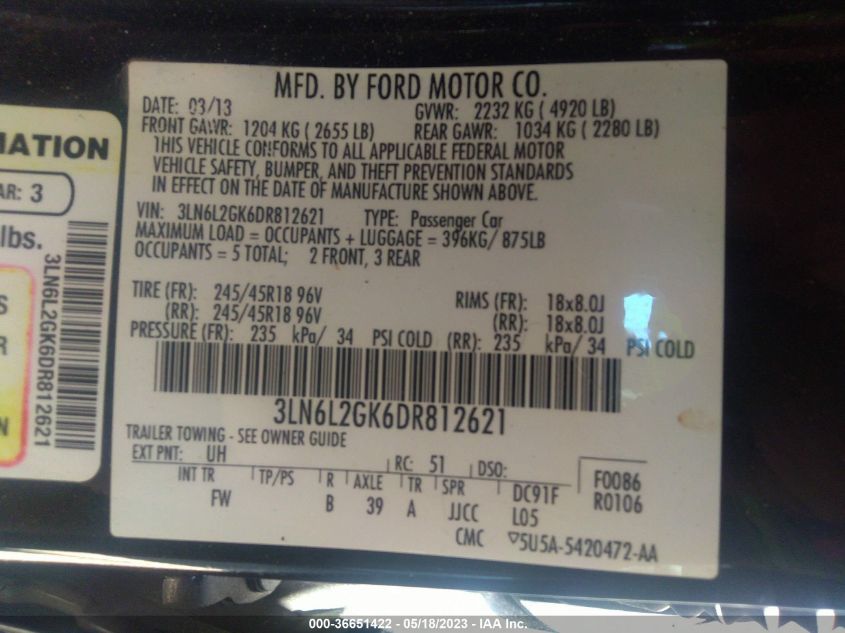 MFD. BY FORD MOTOR CO.
DATE: 03/13
GVWR: 2232 KG ( 4920 LB)
FRONT GAWR: 1204 KG ( 2655 LB)
REAR GAWR: 1034 KG ( 2280 LB)
THIS VEHICLE CONFORMS TO ALL APPLICABLE FEDERAL MOTOR
VEHICLE SAFETY, BUMPER, AND THEFT PREVENTION STANDARDS
IN EFFECT ON THE DATE OF MANUFACTURE SHOWN ABOVE.
VIN: 3LN6L2GK6DR812621 TYPE: Passenger Car
MAXIMUM LOAD = OCCUPANTS + LUGGAGE = 396KG/ 875LB
OCCUPANTS = 5 TOTAL; 2 FRONT, 3 REAR
TIRE (FR): 245/45R18 96V RIMS (FR): 18x8.0J
(RR): 245/45R18 96V (RR): 18x8.0J
PRESSURE (FR): 235 kPa/ 34 PSI COLD (RR): 235 kPa/ 34 PSI COLD
3LN6L2GK6DR812621
TRAILER TOWING - SEE OWNER GUIDE
EXT PNT: UH RC: 51 DSO: F0086
INT TR TP/PS R AXLE TR SPR DC91F R0106
FW B 39 A JJCC L05
CMC ▽5U5A-5420472-AA
MATION
AR: 3
lbs.
3LN6L2GK6DR812621
S
R
N
000-36651422 - 05/18/2023 - IAA Inc.